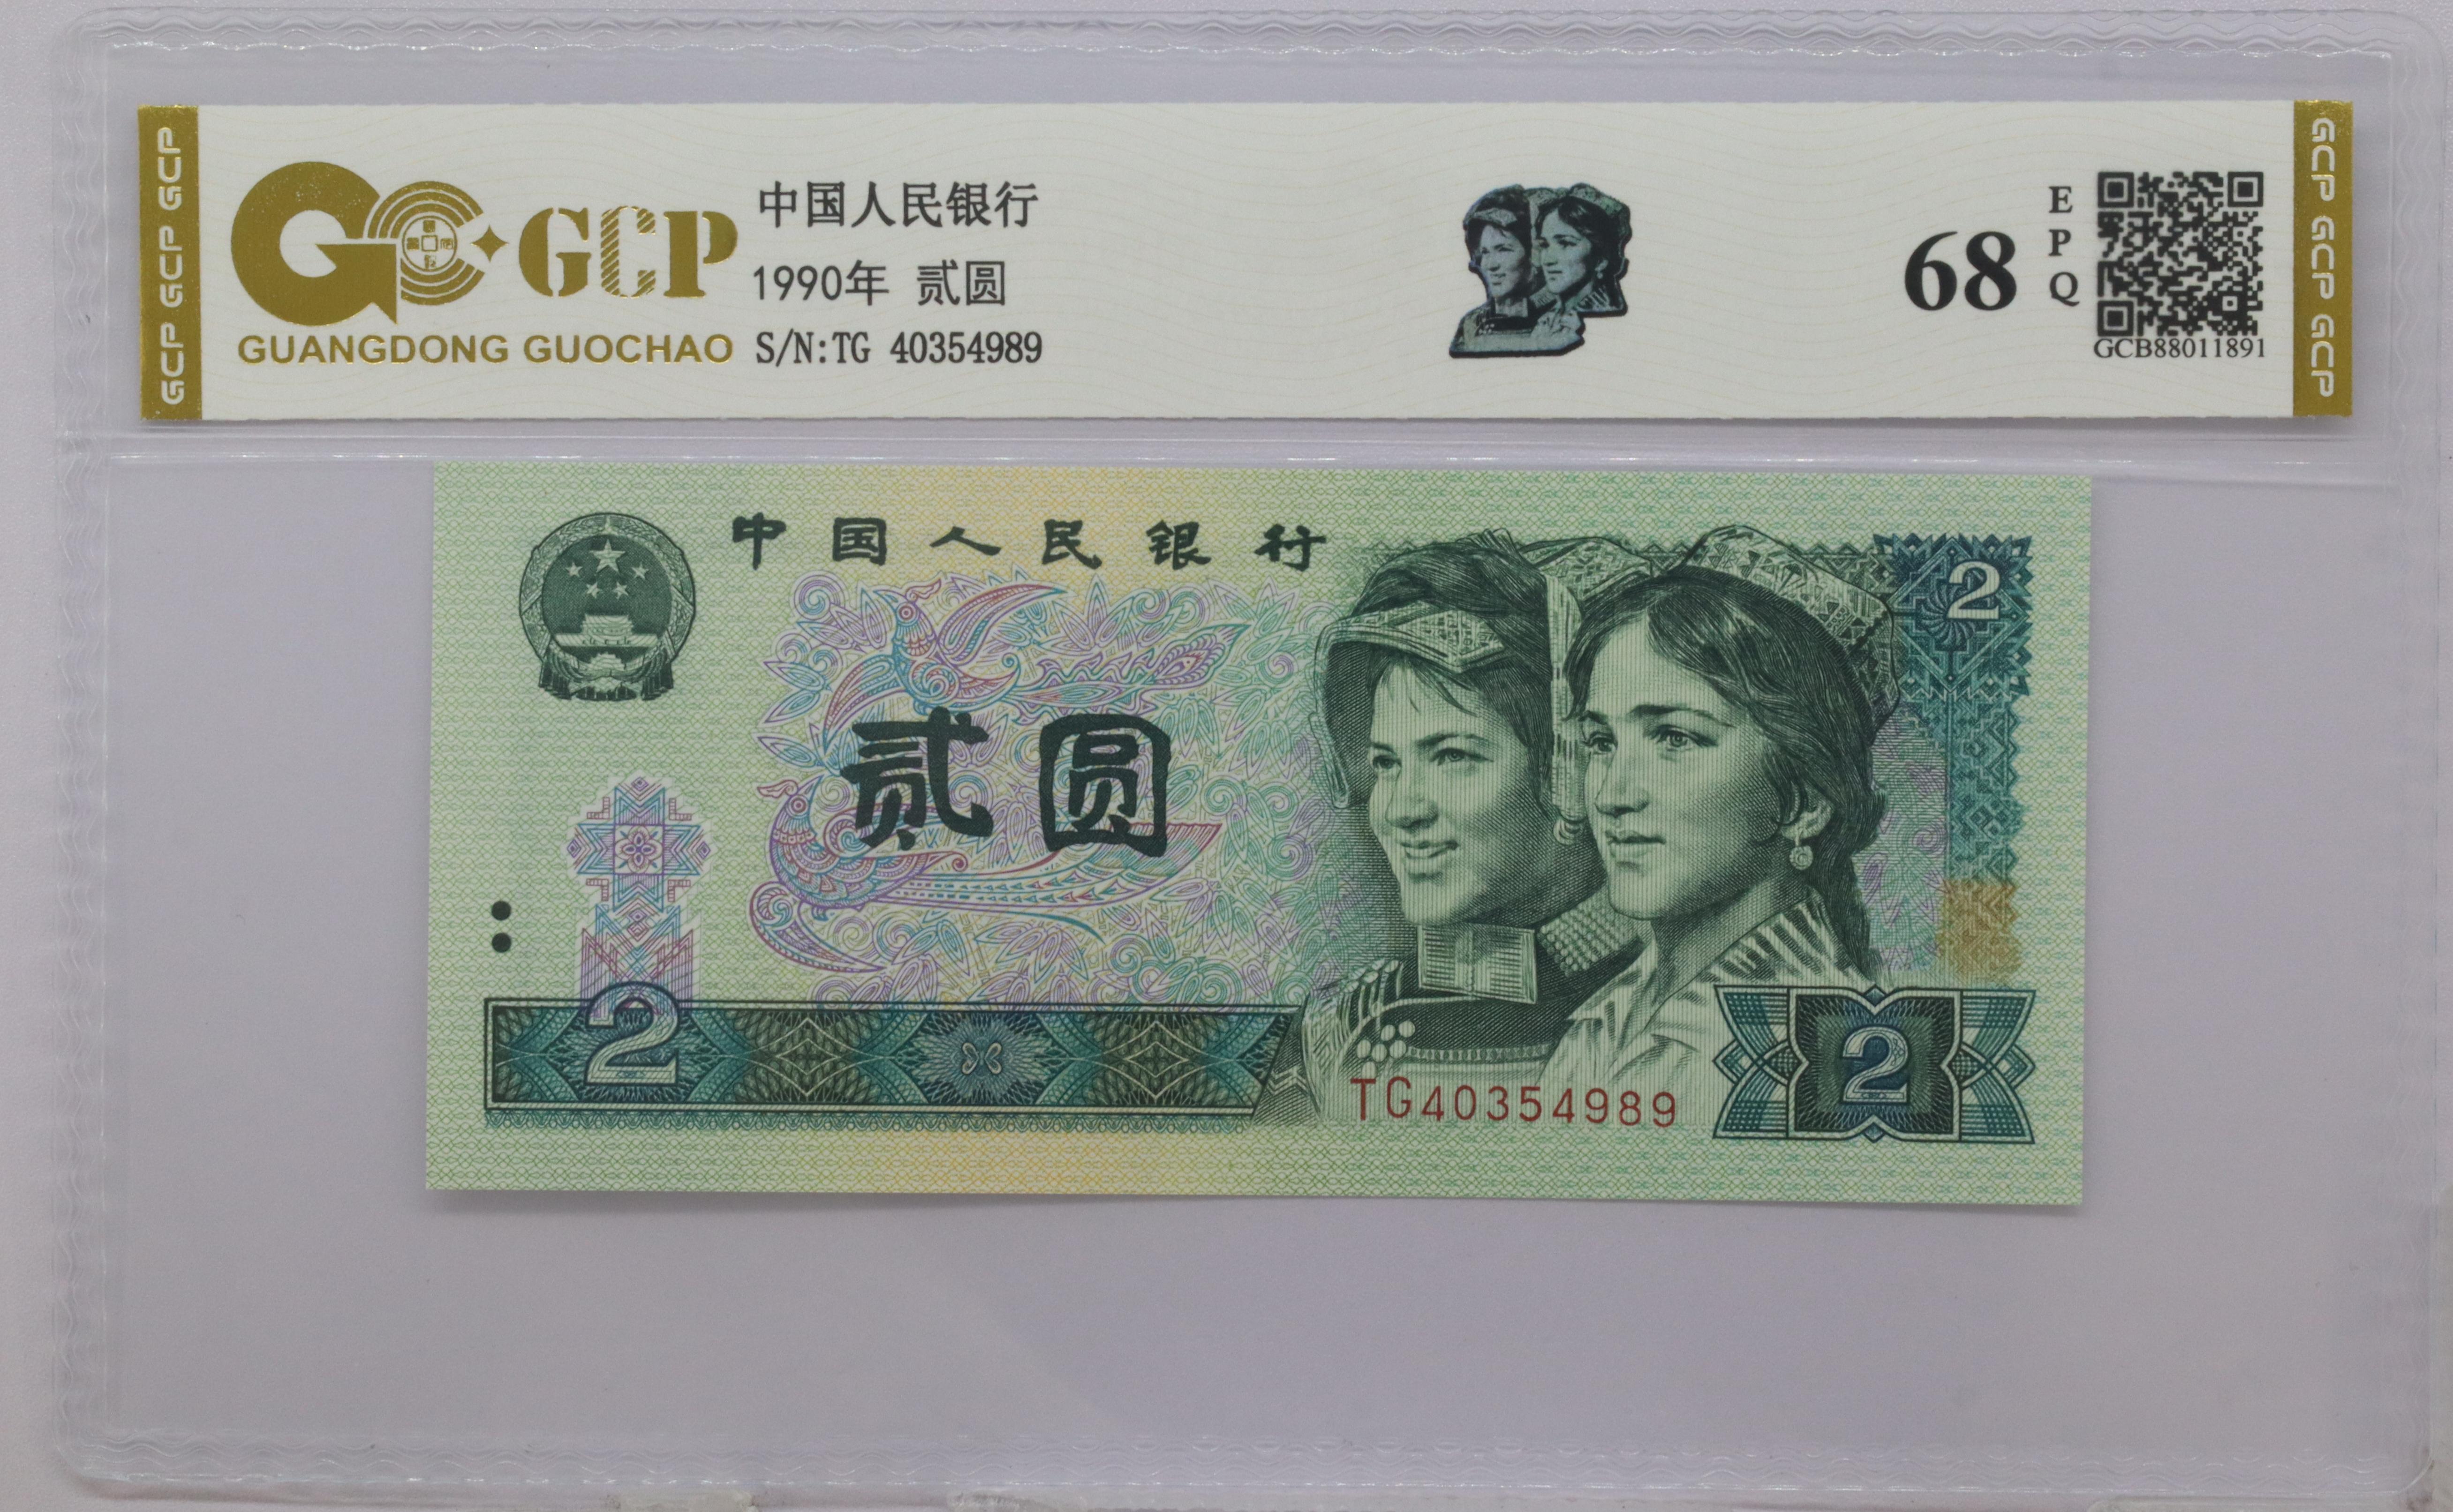 GCP GCP GCP
GCP
GUANGDONG GUOCHAO
中国人民银行
1990年 贰圆
S/N:TG 40354989
68
EPQ
GCB88011891
GCP GCP GCP
中国人民银行
2
贰圆
2
TG40354989
2